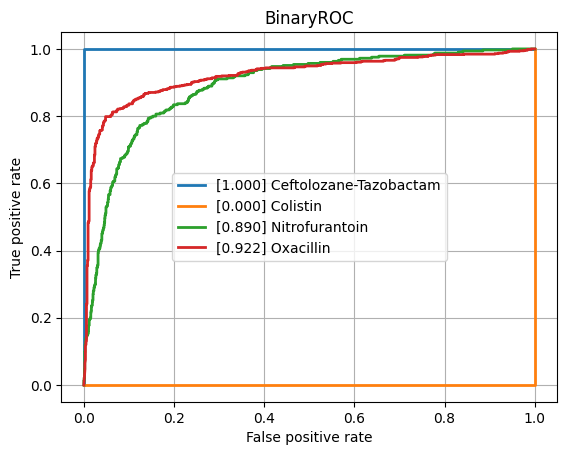 BinaryROC
True positive rate
1.0
0.8
0.6
0.4
0.2
0.0
[1.000] Ceftolozane-Tazobactam
[0.000] Colistin
[0.890] Nitrofurantoin
[0.922] Oxacillin
0.0 0.2 0.4 0.6 0.8 1.0
False positive rate